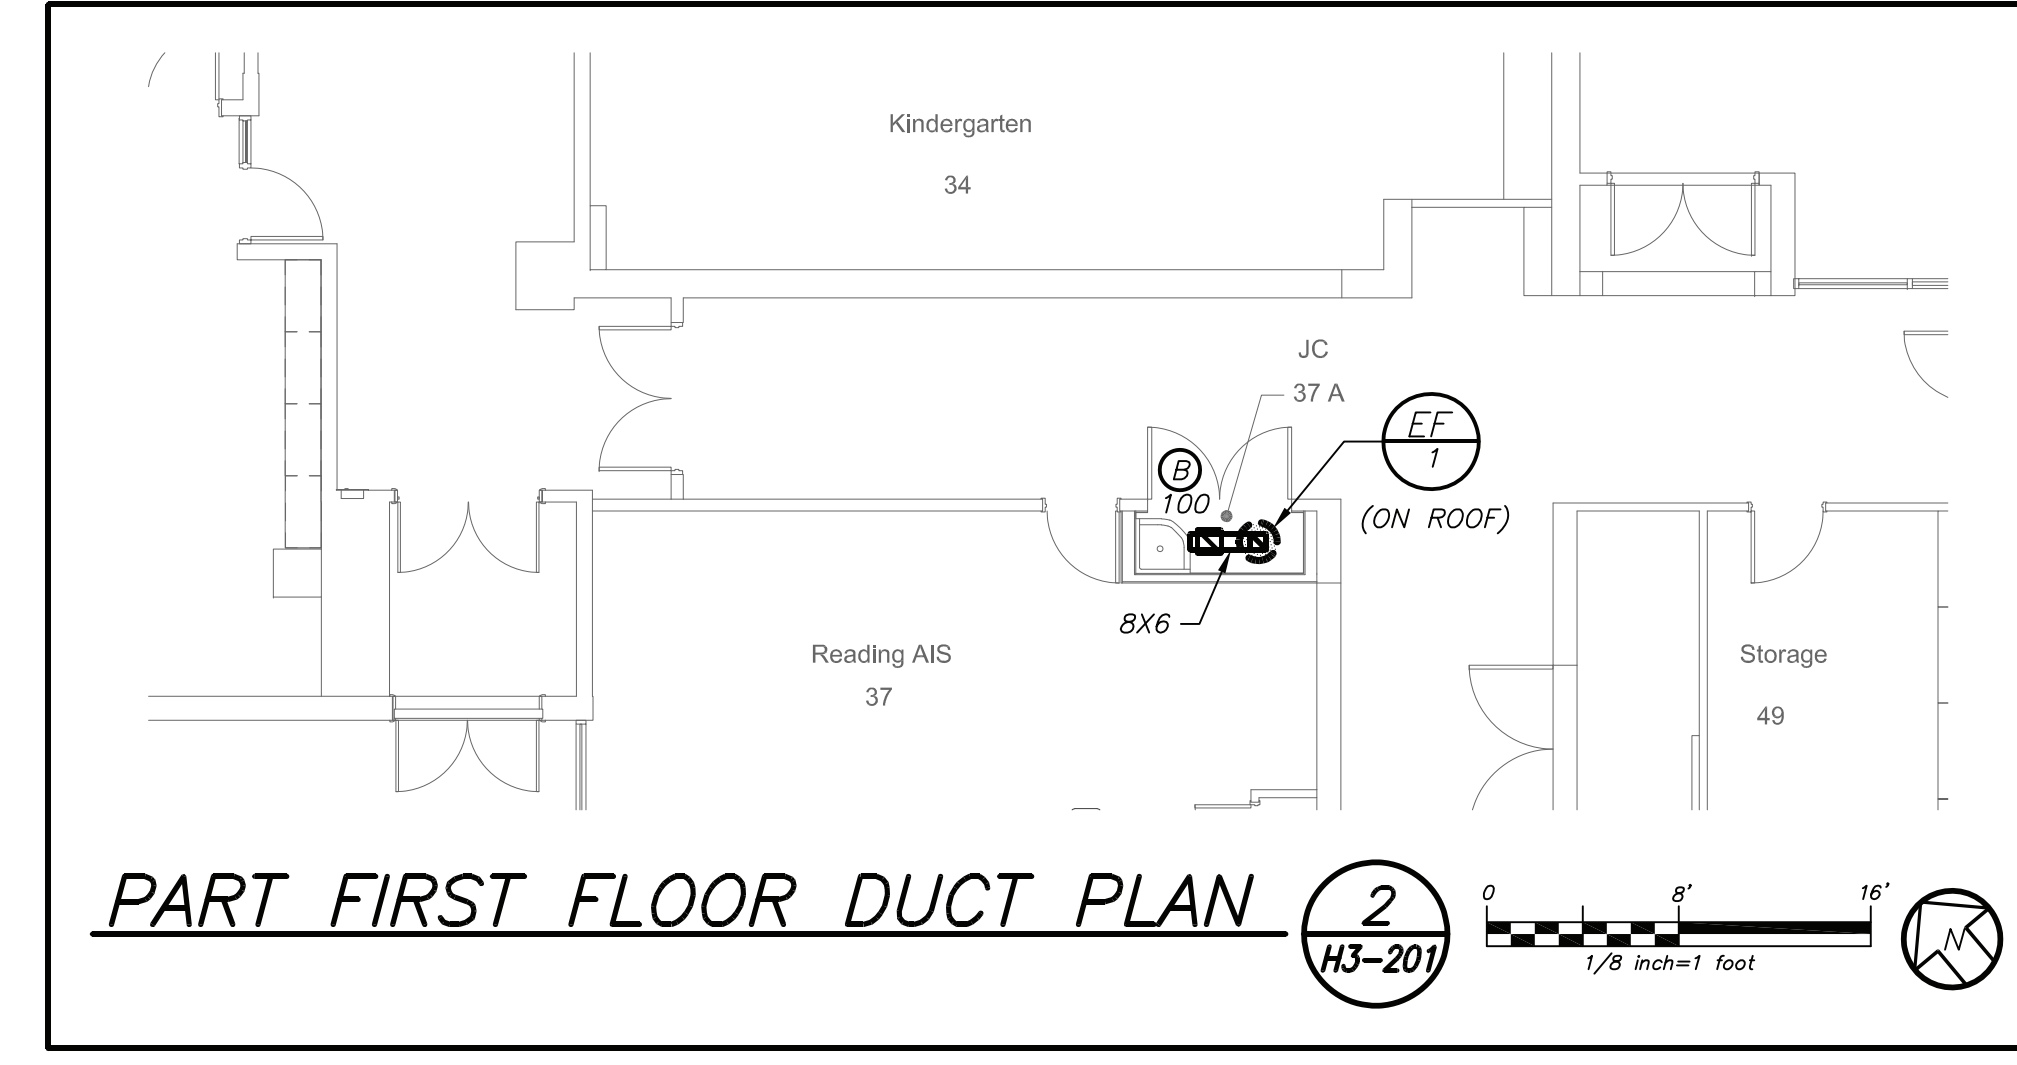 Kindergarten
34
JC
37 A
EF
1
(ON ROOF)
B
100
8X6
Reading AIS
37
Storage
49
PART FIRST FLOOR DUCT PLAN
2
H3-201
0 8' 16'
1/8 inch=1 foot
N